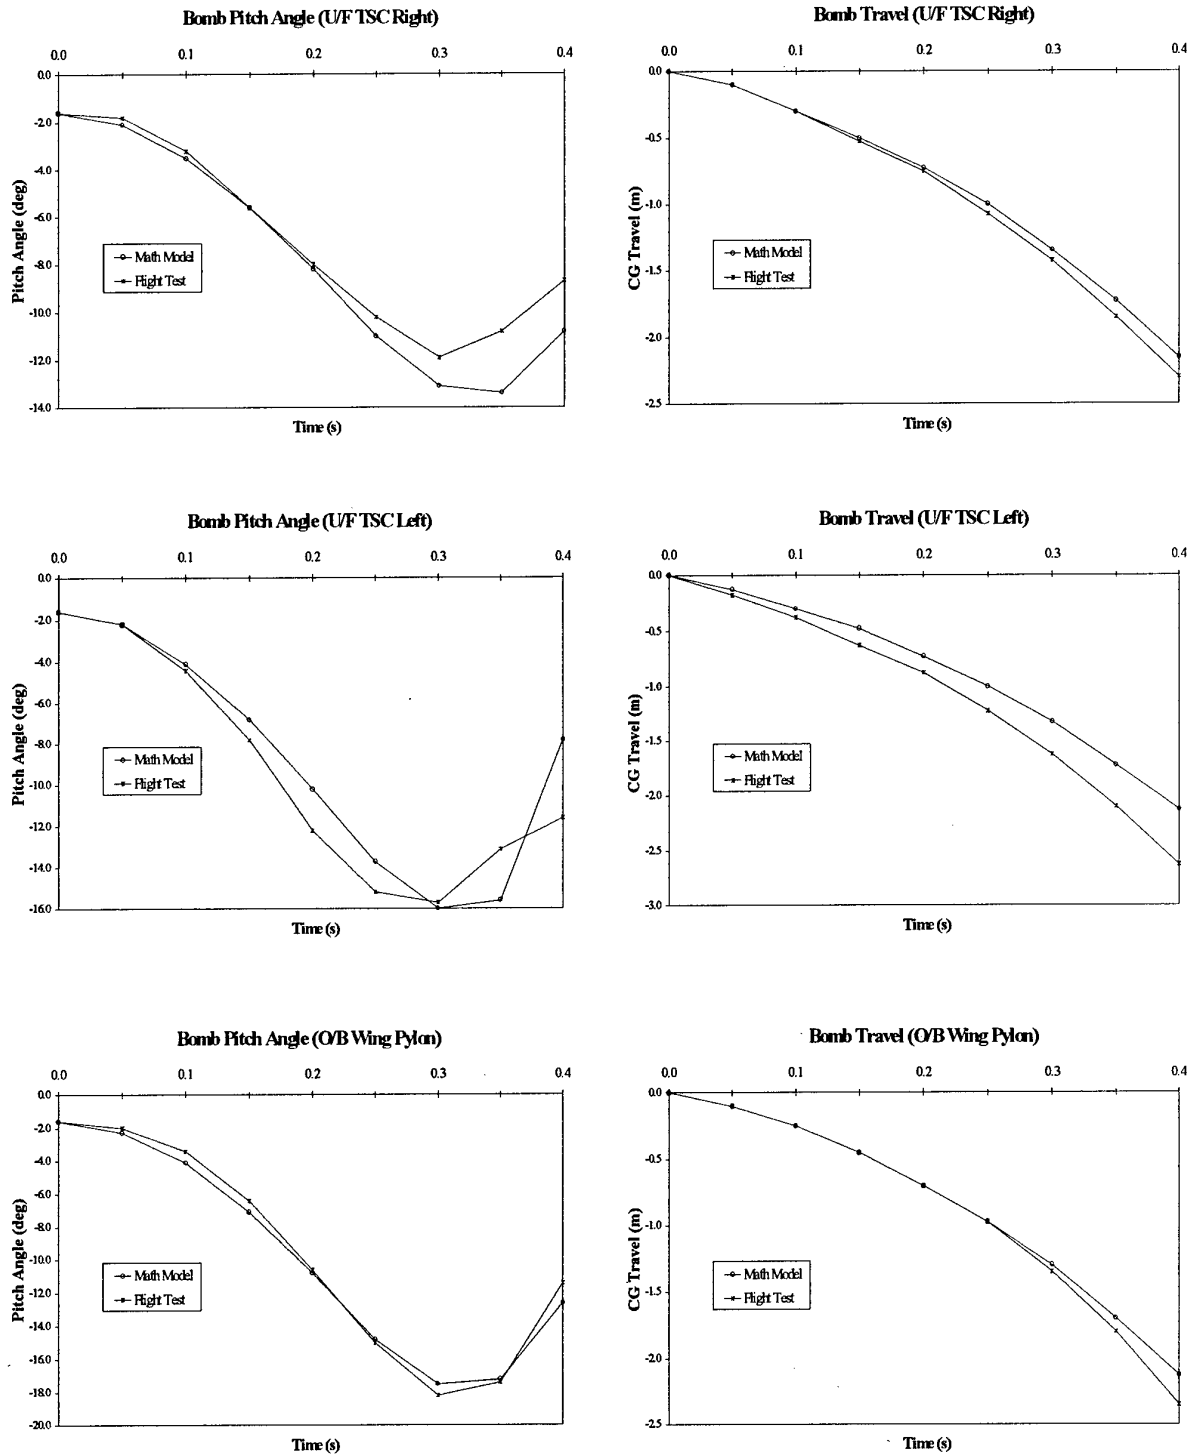 Bomb Pitch Angle (U/F TSC Right)
0.0 0.1 0.2 0.3 0.4
0.0
-2.0
-4.0
-6.0
-8.0
-10.0
-12.0
-14.0
Pitch Angle (deg)
Math Model
Flight Test
Time (s)
Bomb Travel (U/F TSC Right)
0.0 0.1 0.2 0.3 0.4
0.0
-0.5
-1.0
-1.5
-2.0
-2.5
CG Travel (m)
Math Model
Flight Test
Time (s)
Bomb Pitch Angle (U/F TSC Left)
0.0 0.1 0.2 0.3 0.4
0.0
-2.0
-4.0
-6.0
-8.0
-10.0
-12.0
-14.0
-16.0
Pitch Angle (deg)
Math Model
Flight Test
Time (s)
Bomb Travel (U/F TSC Left)
0.0 0.1 0.2 0.3 0.4
0.0
-0.5
-1.0
-1.5
-2.0
-2.5
-3.0
CG Travel (m)
Math Model
Flight Test
Time (s)
Bomb Pitch Angle (O/B Wing Pylon)
0.0 0.1 0.2 0.3 0.4
0.0
-2.0
-4.0
-6.0
-8.0
-10.0
-12.0
-14.0
-16.0
-18.0
-20.0
Pitch Angle (deg)
Math Model
Flight Test
Time (s)
Bomb Travel (O/B Wing Pylon)
0.0 0.1 0.2 0.3 0.4
0.0
-0.5
-1.0
-1.5
-2.0
-2.5
CG Travel (m)
Math Model
Flight Test
Time (s)